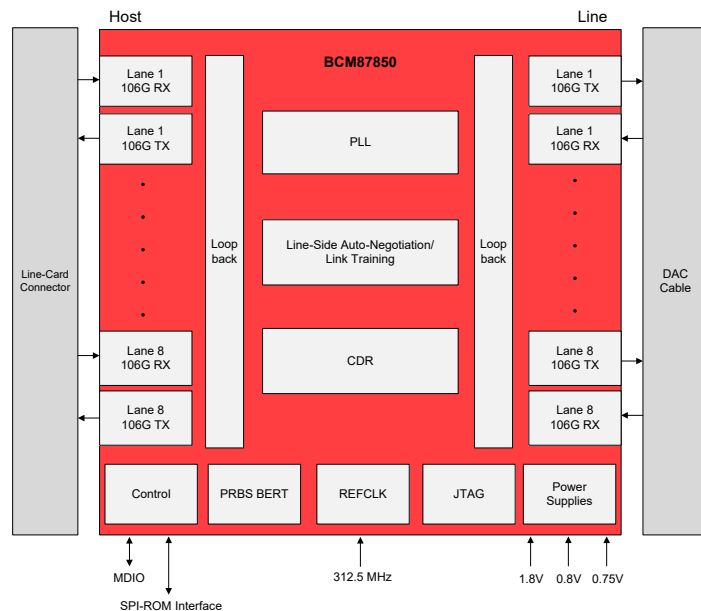 Host
Line
BCM87850
Lane 1
106G RX
Lane 1
106G TX
Lane 1
106G TX
Lane 1
106G RX
PLL
Line-Card
Connector
Loop
back
Line-Side Auto-Negotiation/
Link Training
Loop
back
DAC
Cable
Lane 8
106G RX
CDR
Lane 8
106G TX
Lane 8
106G TX
Lane 8
106G RX
Control
PRBS BERT
REFCLK
JTAG
Power
Supplies
MDIO
312.5 MHz
1.8V
0.8V
0.75V
SPI-ROM Interface